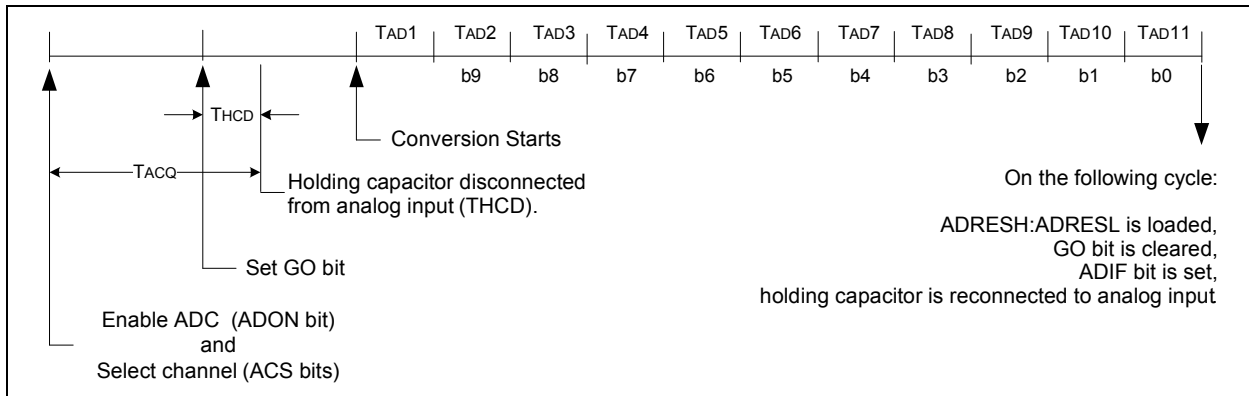 TAD1 TAD2 TAD3 TAD4 TAD5 TAD6 TAD7 TAD8 TAD9 TAD10 TAD11
b9 b8 b7 b6 b5 b4 b3 b2 b1 b0
THCD
Conversion Starts
TACQ
Holding capacitor disconnected
from analog input (THCD).
Set GO bit
Enable ADC (ADON bit)
and
Select channel (ACS bits)
On the following cycle:
ADRESH:ADRESL is loaded,
GO bit is cleared,
ADIF bit is set,
holding capacitor is reconnected to analog input